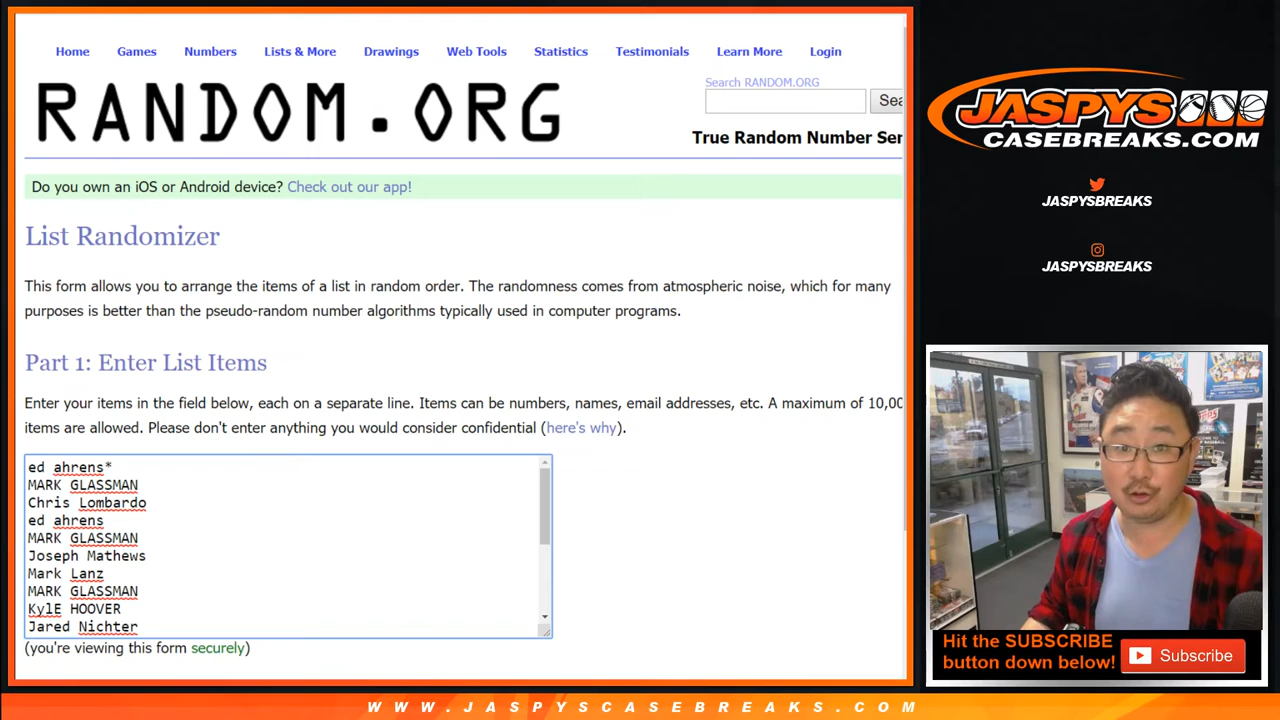 Home Games Numbers Lists & More Drawings Web Tools Statistics Testimonials Learn More Login
RANDOM.ORG
Search RANDOM.ORG
Sea
True Random Number Ser
Do you own an iOS or Android device? Check out our app!
List Randomizer
This form allows you to arrange the items of a list in random order. The randomness comes from atmospheric noise, which for many
purposes is better than the pseudo-random number algorithms typically used in computer programs.
Part 1: Enter List Items
Enter your items in the field below, each on a separate line. Items can be numbers, names, email addresses, etc. A maximum of 10,00
items are allowed. Please don't enter anything you would consider confidential (here's why).
ed ahrens*
MARK GLASSMAN
Chris Lombardo
ed ahrens
MARK GLASSMAN
Joseph Mathews
Mark Lanz
MARK GLASSMAN
KylE HOOVER
Jared Nichter
(you're viewing this form securely)
JASPYS
CASEBREAKS.COM
JASPYSBREAKS
JASPYSBREAKS
Hit the SUBSCRIBE
button down below!
Subscribe
WWW.JASPYSCASEBREAKS.COM